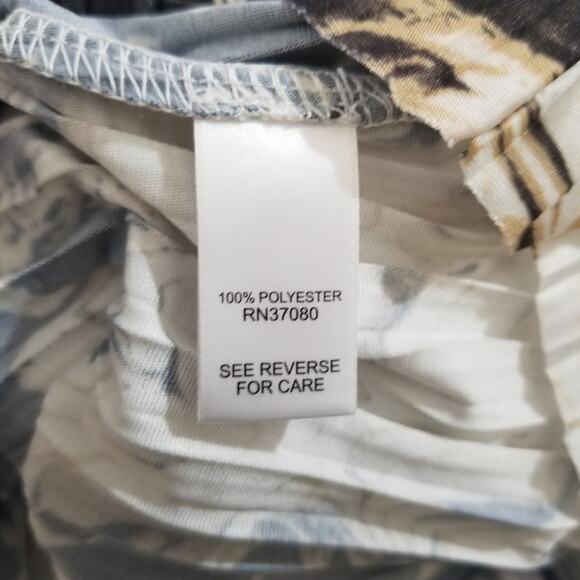 100% POLYESTER
RN37080
SEE REVERSE
FOR CARE